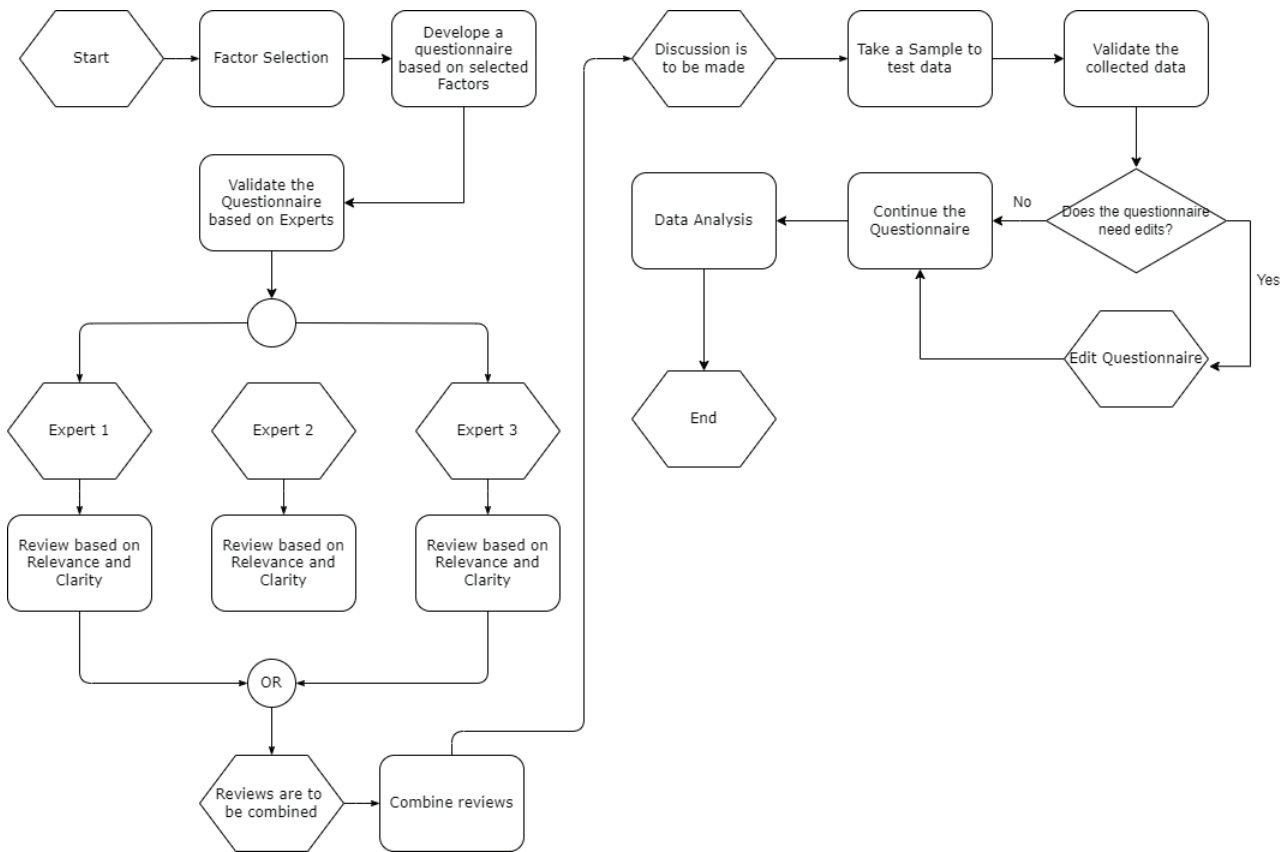 Start
Factor Selection
Develope a
questionnaire
based on selected
Factors
Validate the
Questionnaire
based on Experts
Expert 1
Expert 2
Expert 3
Review based on
Relevance and
Clarity
Review based on
Relevance and
Clarity
Review based on
Relevance and
Clarity
OR
Reviews are to
be combined
Combine reviews
Discussion is
to be made
Take a Sample to
test data
Validate the
collected data
Does the questionnaire
need edits?
No
Yes
Continue the
Questionnaire
Edit Questionnaire
Data Analysis
End